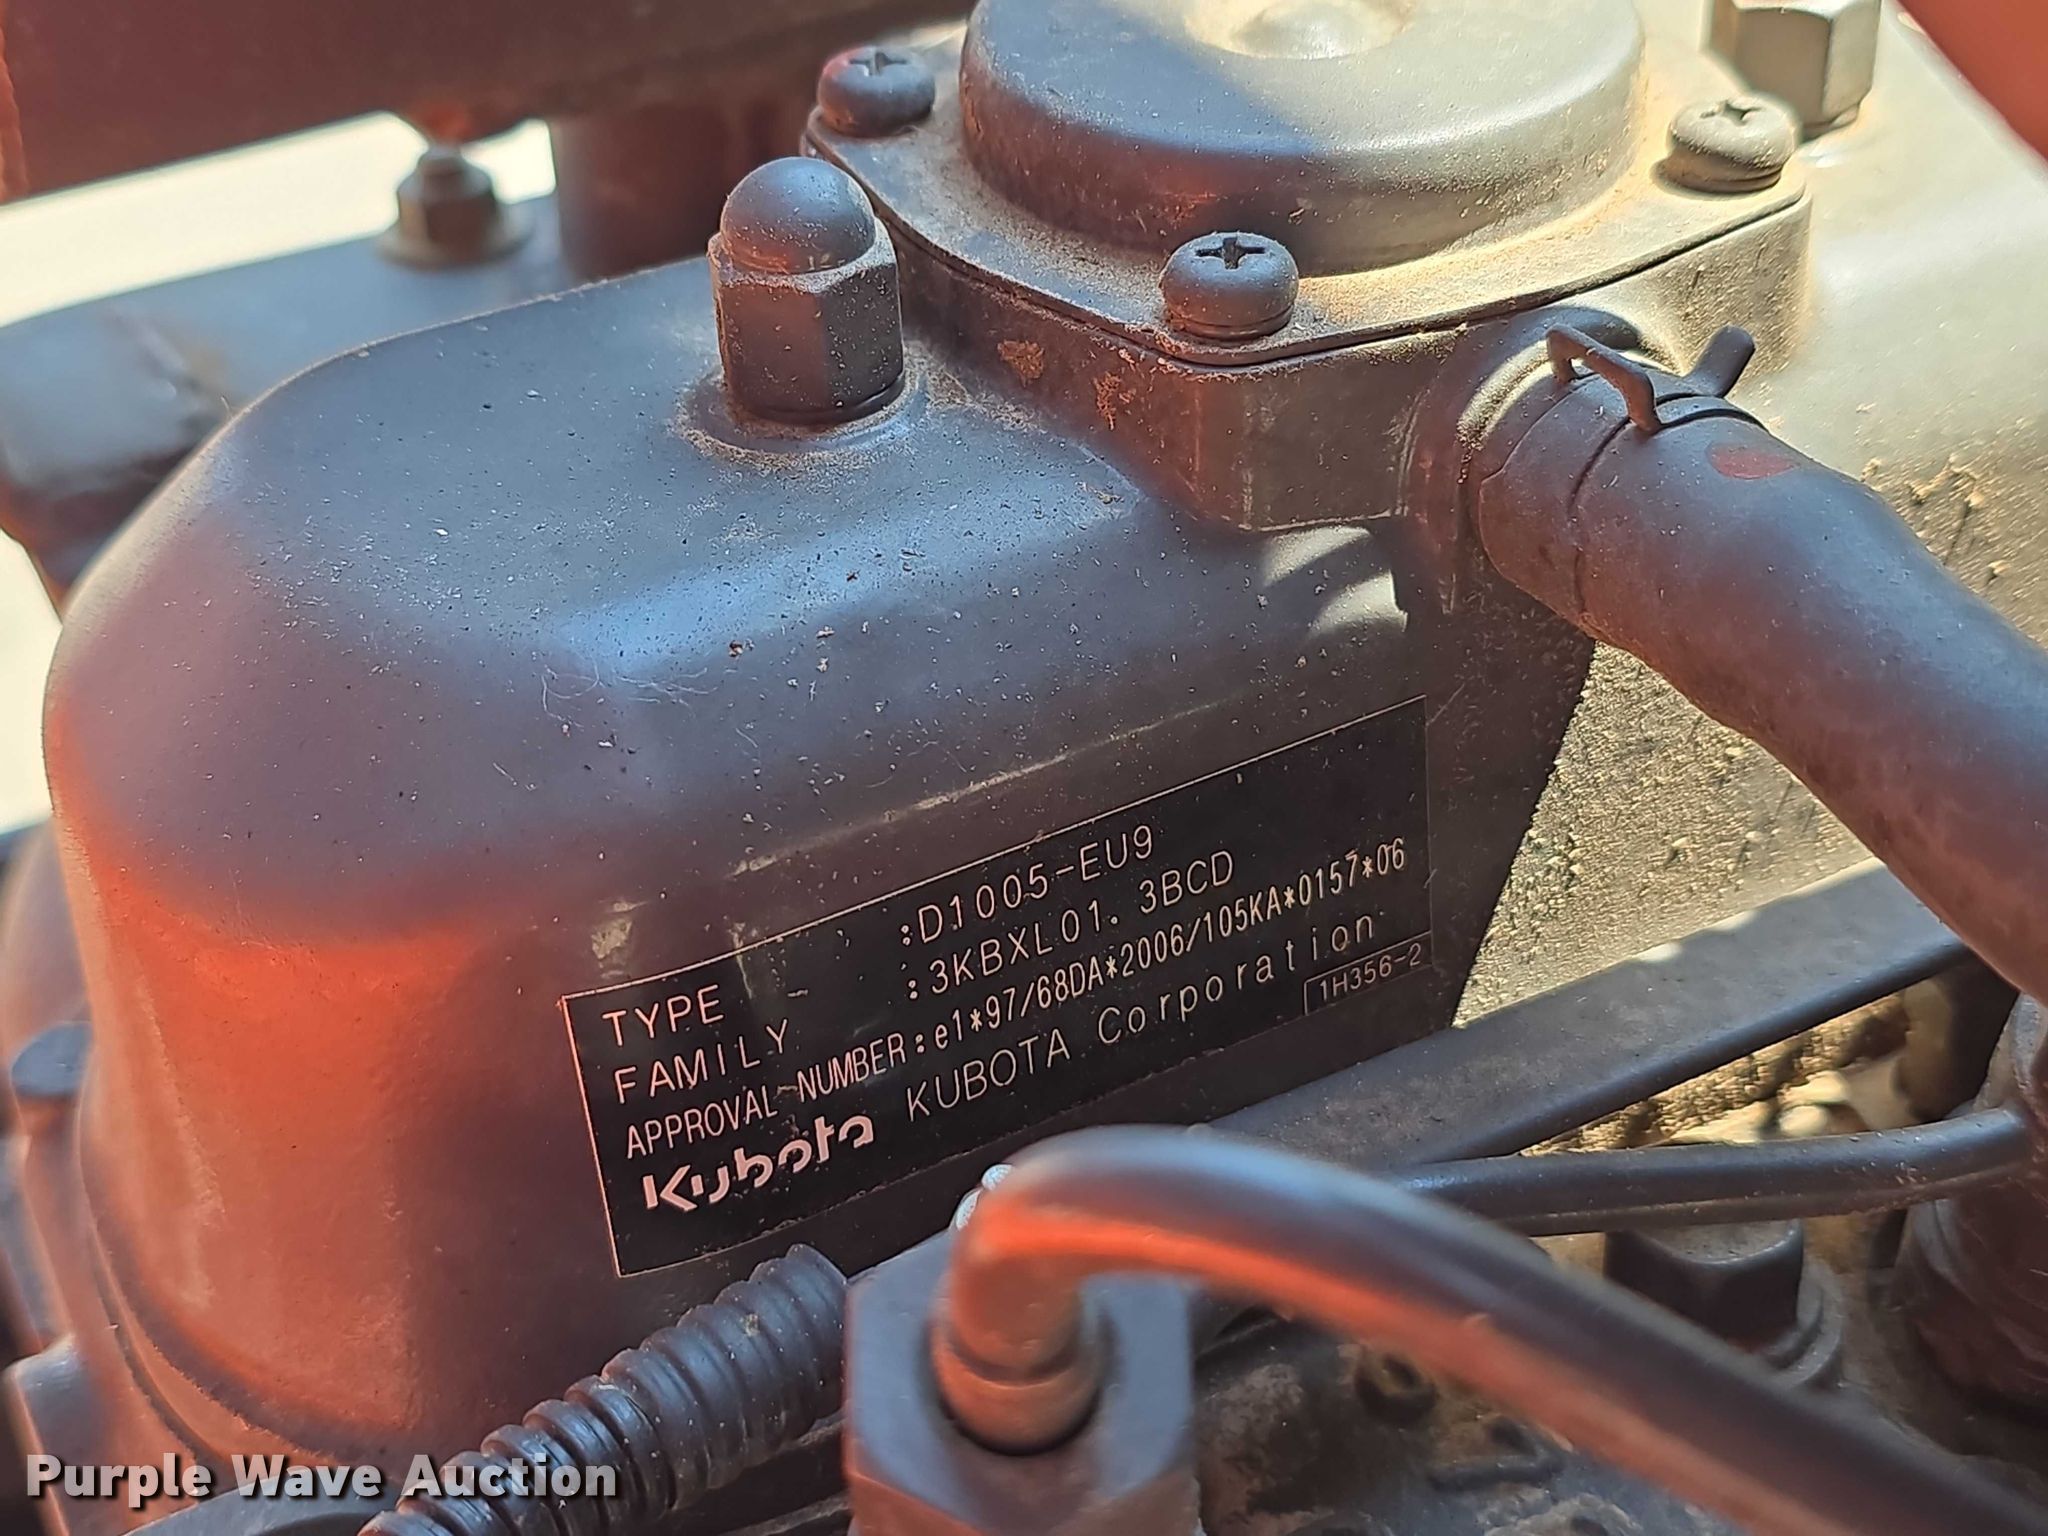 TYPE :D1005-EU9
FAMILY :3KBXL01.3BCD
APPROVAL NUMBER:e1*97/68DA*2006/105KA*0157*06
Kubota KUBOTA Corporation
1H356-2
Purple Wave Auction